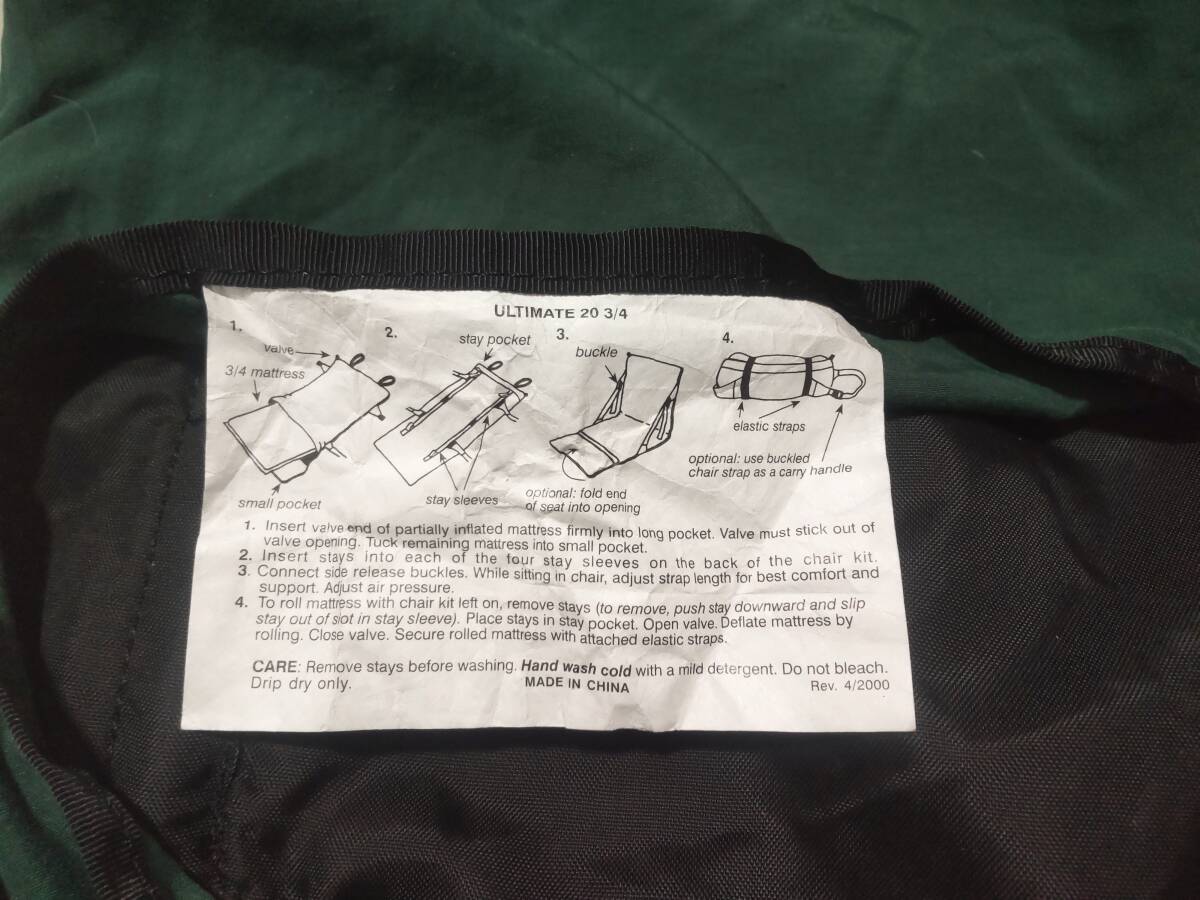 ULTIMATE 20 3/4
1.
valve
3/4 mattress
small pocket
2.
stay pocket
stay sleeves
3.
buckle
optional: fold end
of seat into opening
4.
elastic straps
optional: use buckled
chair strap as a carry handle
1. Insert valve end of partially inflated mattress firmly into long pocket. Valve must stick out of
valve opening. Tuck remaining mattress into small pocket.
2. Insert stays into each of the four stay sleeves on the back of the chair kit.
3. Connect side release buckles. While sitting in chair, adjust strap length for best comfort and
support. Adjust air pressure.
4. To roll mattress with chair kit left on, remove stays (to remove, push stay downward and slip
stay out of slot in stay sleeve). Place stays in stay pocket. Open valve. Deflate mattress by
rolling. Close valve. Secure rolled mattress with attached elastic straps.
CARE: Remove stays before washing. Hand wash cold with a mild detergent. Do not bleach.
Drip dry only.
MADE IN CHINA
Rev. 4/2000